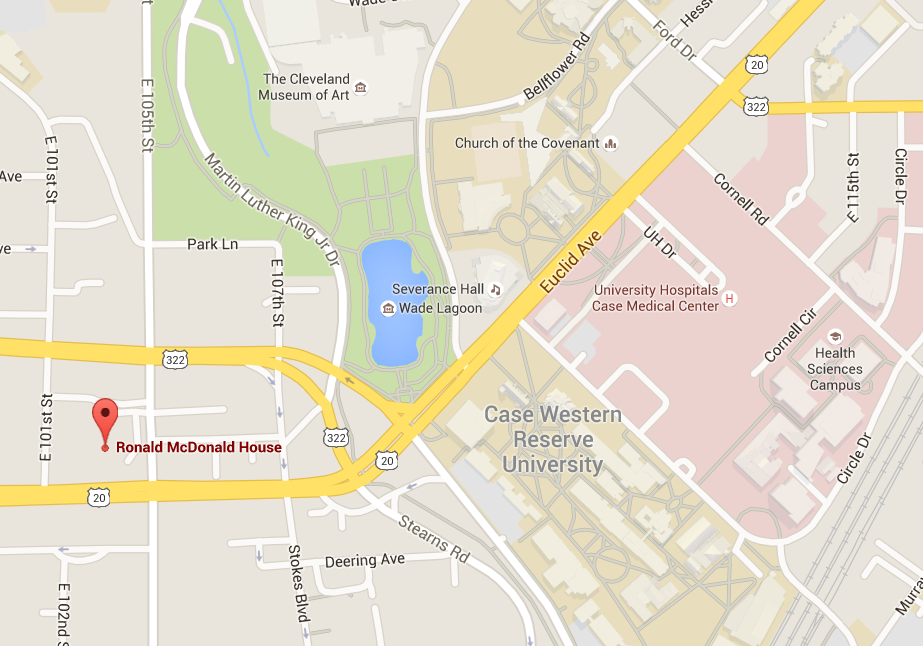 Wade
Hessl
Ford Dr
Bellflower Rd
20
E 105th St
The Cleveland
Museum of Art
322
Church of the Covenant
E 101st St
Martin Luther King Jr Dr
Cornell Rd
E 115th St
Circle Dr
Ave
Park Ln
UH Dr
Euclid Ave
ve
E 107th St
Severance Hall
Wade Lagoon
University Hospitals
Case Medical Center
H
Cornell Cir
Health
Sciences
Campus
322
E 101st St
Ronald McDonald House
322
20
Case Western
Reserve
University
Circle Dr
20
Stearns Rd
Stokes Blvd
Deering Ave
E 102nd S
Murray